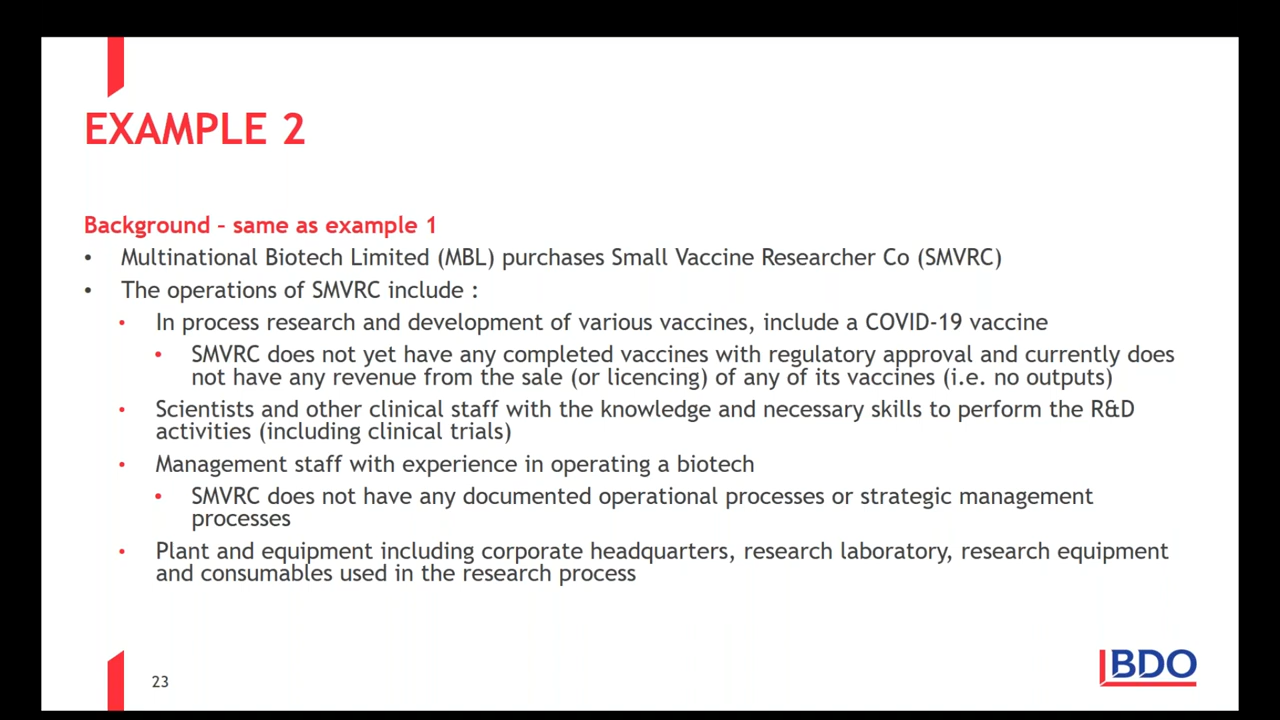 EXAMPLE 2
Background – same as example 1
• Multinational Biotech Limited (MBL) purchases Small Vaccine Researcher Co (SMVRC)
• The operations of SMVRC include :
• In process research and development of various vaccines, include a COVID-19 vaccine
• SMVRC does not yet have any completed vaccines with regulatory approval and currently does
not have any revenue from the sale (or licencing) of any of its vaccines (i.e. no outputs)
• Scientists and other clinical staff with the knowledge and necessary skills to perform the R&D
activities (including clinical trials)
• Management staff with experience in operating a biotech
• SMVRC does not have any documented operational processes or strategic management
processes
• Plant and equipment including corporate headquarters, research laboratory, research equipment
and consumables used in the research process
23
BDO